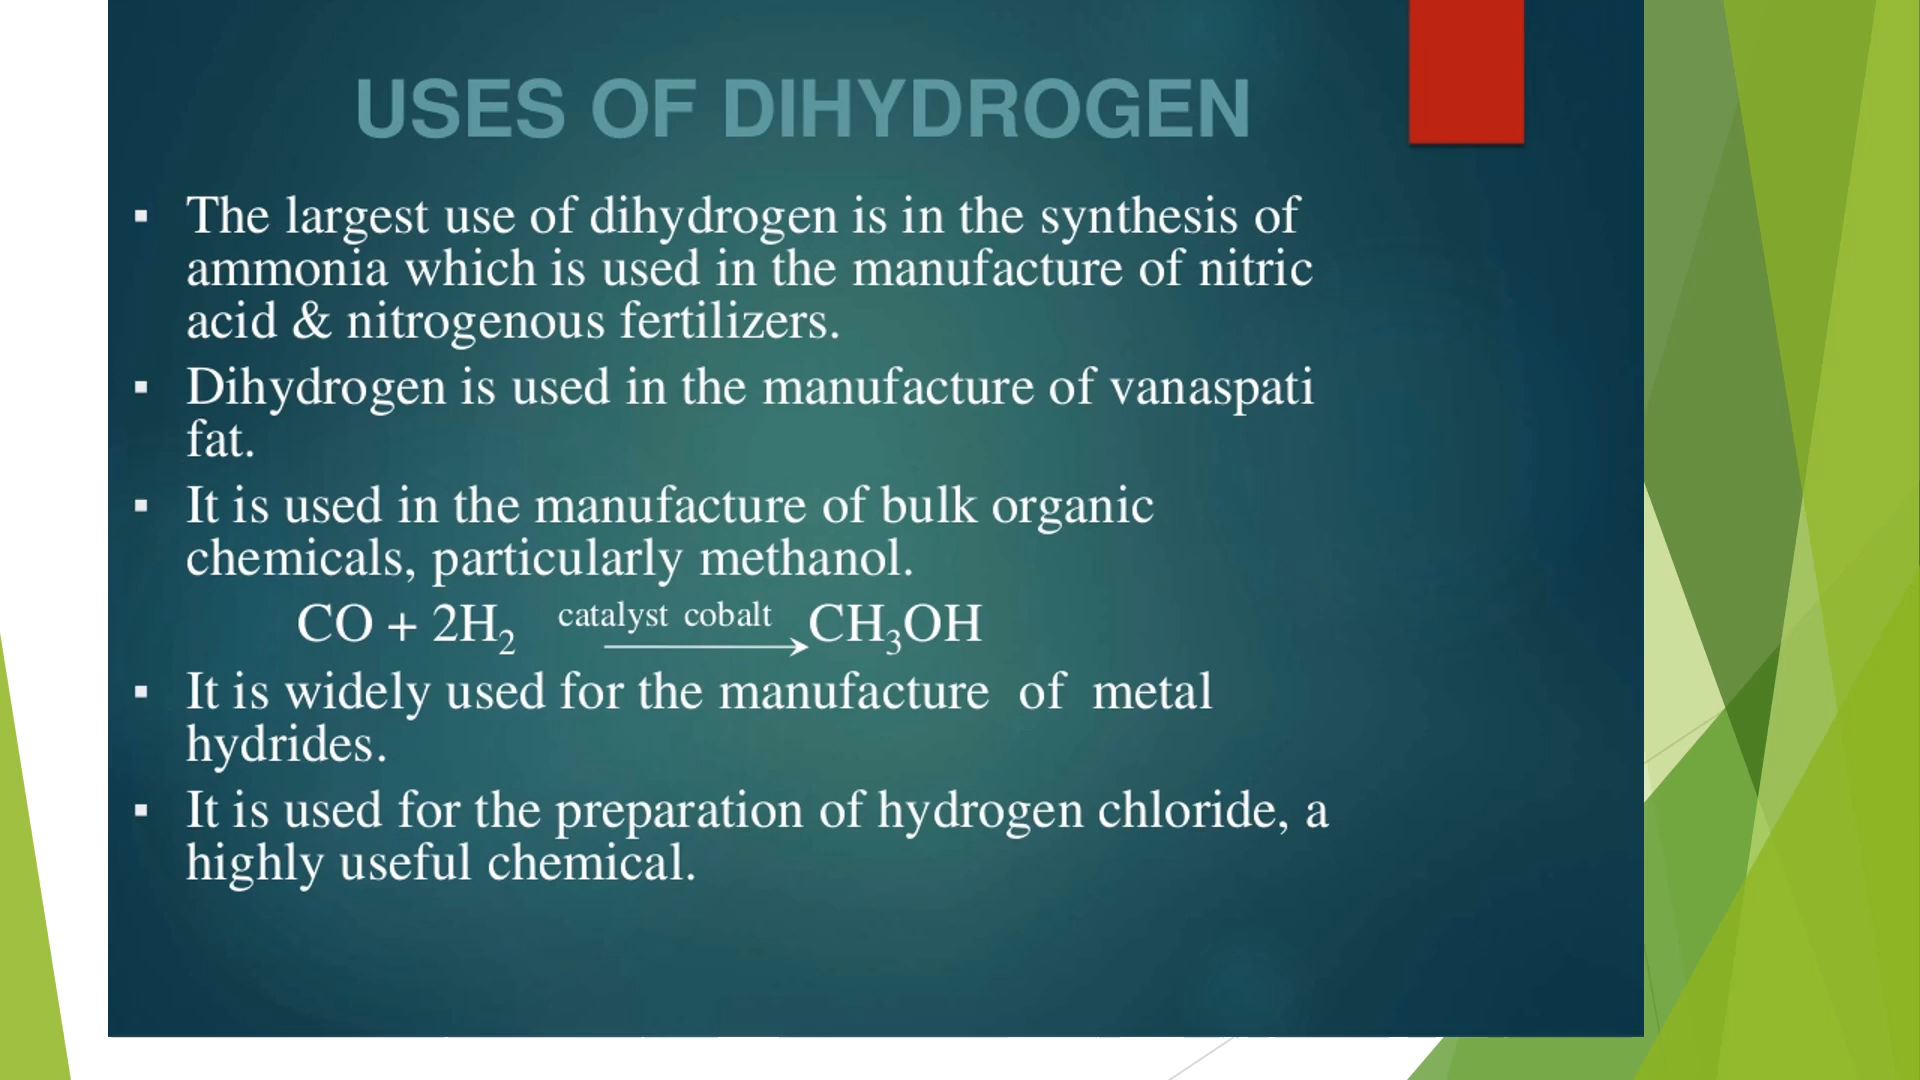 USES OF DIHYDROGEN
▪ The largest use of dihydrogen is in the synthesis of
ammonia which is used in the manufacture of nitric
acid & nitrogenous fertilizers.
▪ Dihydrogen is used in the manufacture of vanaspati
fat.
▪ It is used in the manufacture of bulk organic
chemicals, particularly methanol.
CO + 2H₂ catalyst cobalt → CH₃OH
▪ It is widely used for the manufacture of metal
hydrides.
▪ It is used for the preparation of hydrogen chloride, a
highly useful chemical.